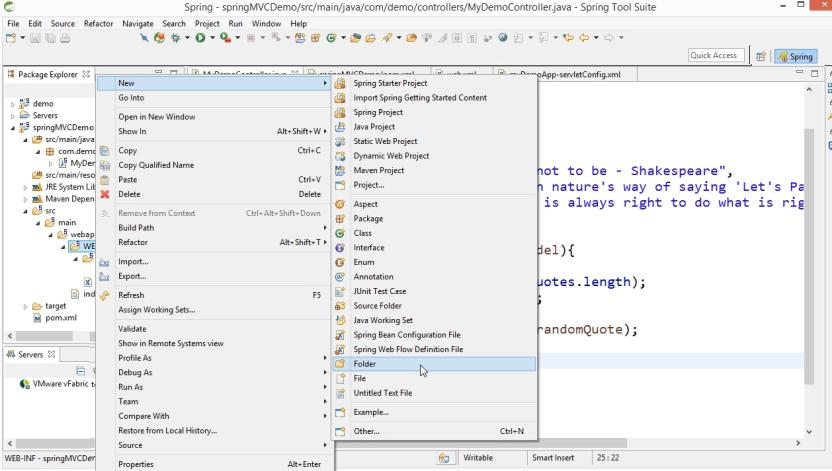 Spring - springMVCDemo/src/main/java/com/demo/controllers/MyDemoController.java - Spring Tool Suite
File Edit Source Refactor Navigate Search Project Run Window Help
Quick Access
Spring
Package Explorer
MyDemoController.java
springMVCDemo/pom.xml
web.xml
myDemoApp-servletConfig.xml
demo
Servers
springMVCDemo
src/main/java
com.demo
MyDem
src/main/reso
JRE System Lib
Maven Depen
src
main
webap
WE
ind
target
pom.xml
Servers
VMware vFabric t
New
Go Into
Open in New Window
Show In Alt+Shift+W
Copy Ctrl+C
Copy Qualified Name
Paste Ctrl+V
Delete Delete
Remove from Context Ctrl+Alt+Shift+Down
Build Path
Refactor Alt+Shift+T
Import...
Export...
Refresh F5
Assign Working Sets...
Validate
Show in Remote Systems view
Profile As
Debug As
Run As
Team
Compare With
Restore from Local History...
Source
Properties Alt+Enter
Spring Starter Project
Import Spring Getting Started Content
Spring Project
Java Project
Static Web Project
Dynamic Web Project
Maven Project
Project...
Aspect
Package
Class
Interface
Enum
Annotation
JUnit Test Case
Source Folder
Java Working Set
Spring Bean Configuration File
Spring Web Flow Definition File
Folder
File
Untitled Text File
Example...
Other... Ctrl+N
not to be - Shakespeare",
n nature's way of saying 'Let's Pa
is always right to do what is rig
del){
uotes.length);
;
randomQuote);
WEB-INF - springMVCDer
Writable
Smart Insert
25 : 22